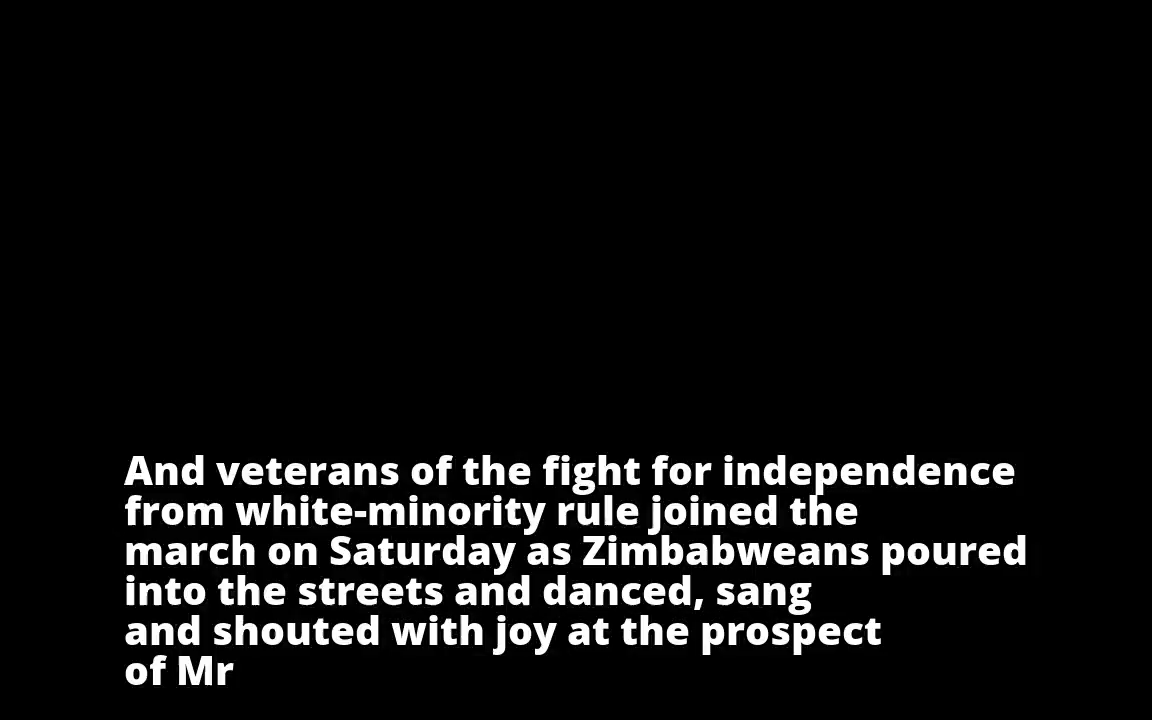 And veterans of the fight for independence
from white-minority rule joined the
march on Saturday as Zimbabweans poured
into the streets and danced, sang
and shouted with joy at the prospect
of Mr